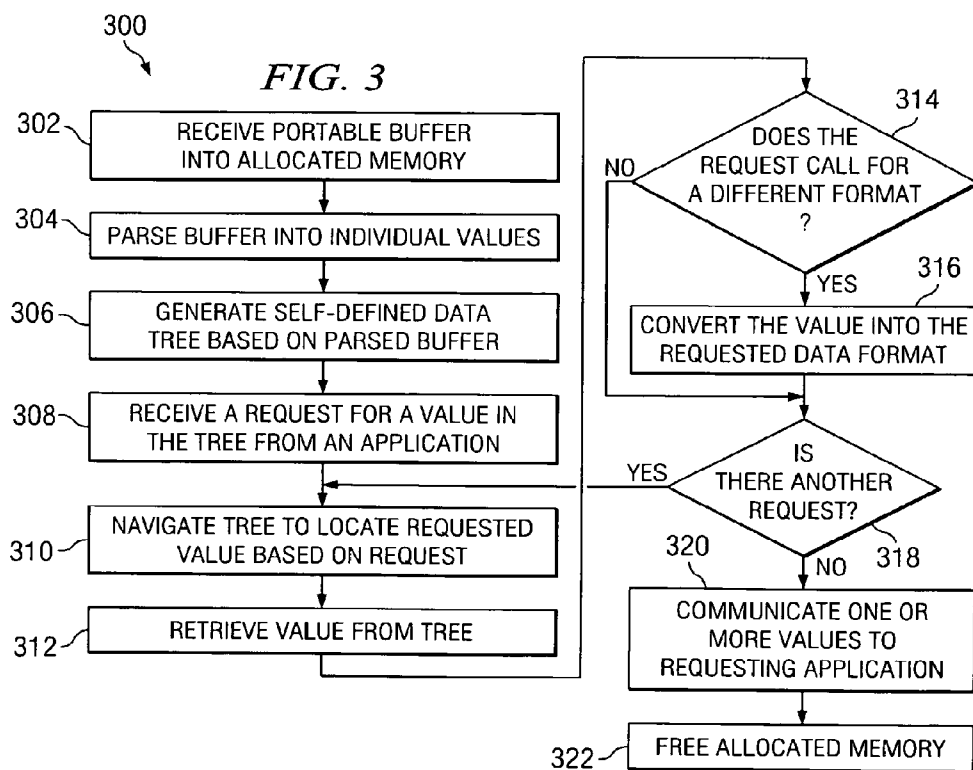 300
FIG. 3
302
RECEIVE PORTABLE BUFFER
INTO ALLOCATED MEMORY
304
PARSE BUFFER INTO INDIVIDUAL VALUES
306
GENERATE SELF-DEFINED DATA
TREE BASED ON PARSED BUFFER
308
RECEIVE A REQUEST FOR A VALUE IN
THE TREE FROM AN APPLICATION
310
NAVIGATE TREE TO LOCATE REQUESTED
VALUE BASED ON REQUEST
312
RETRIEVE VALUE FROM TREE
314
DOES THE
REQUEST CALL FOR
A DIFFERENT FORMAT
?
NO
YES
316
CONVERT THE VALUE INTO THE
REQUESTED DATA FORMAT
IS
THERE ANOTHER
REQUEST?
YES
318
NO
320
COMMUNICATE ONE OR
MORE VALUES TO
REQUESTING APPLICATION
322
FREE ALLOCATED MEMORY